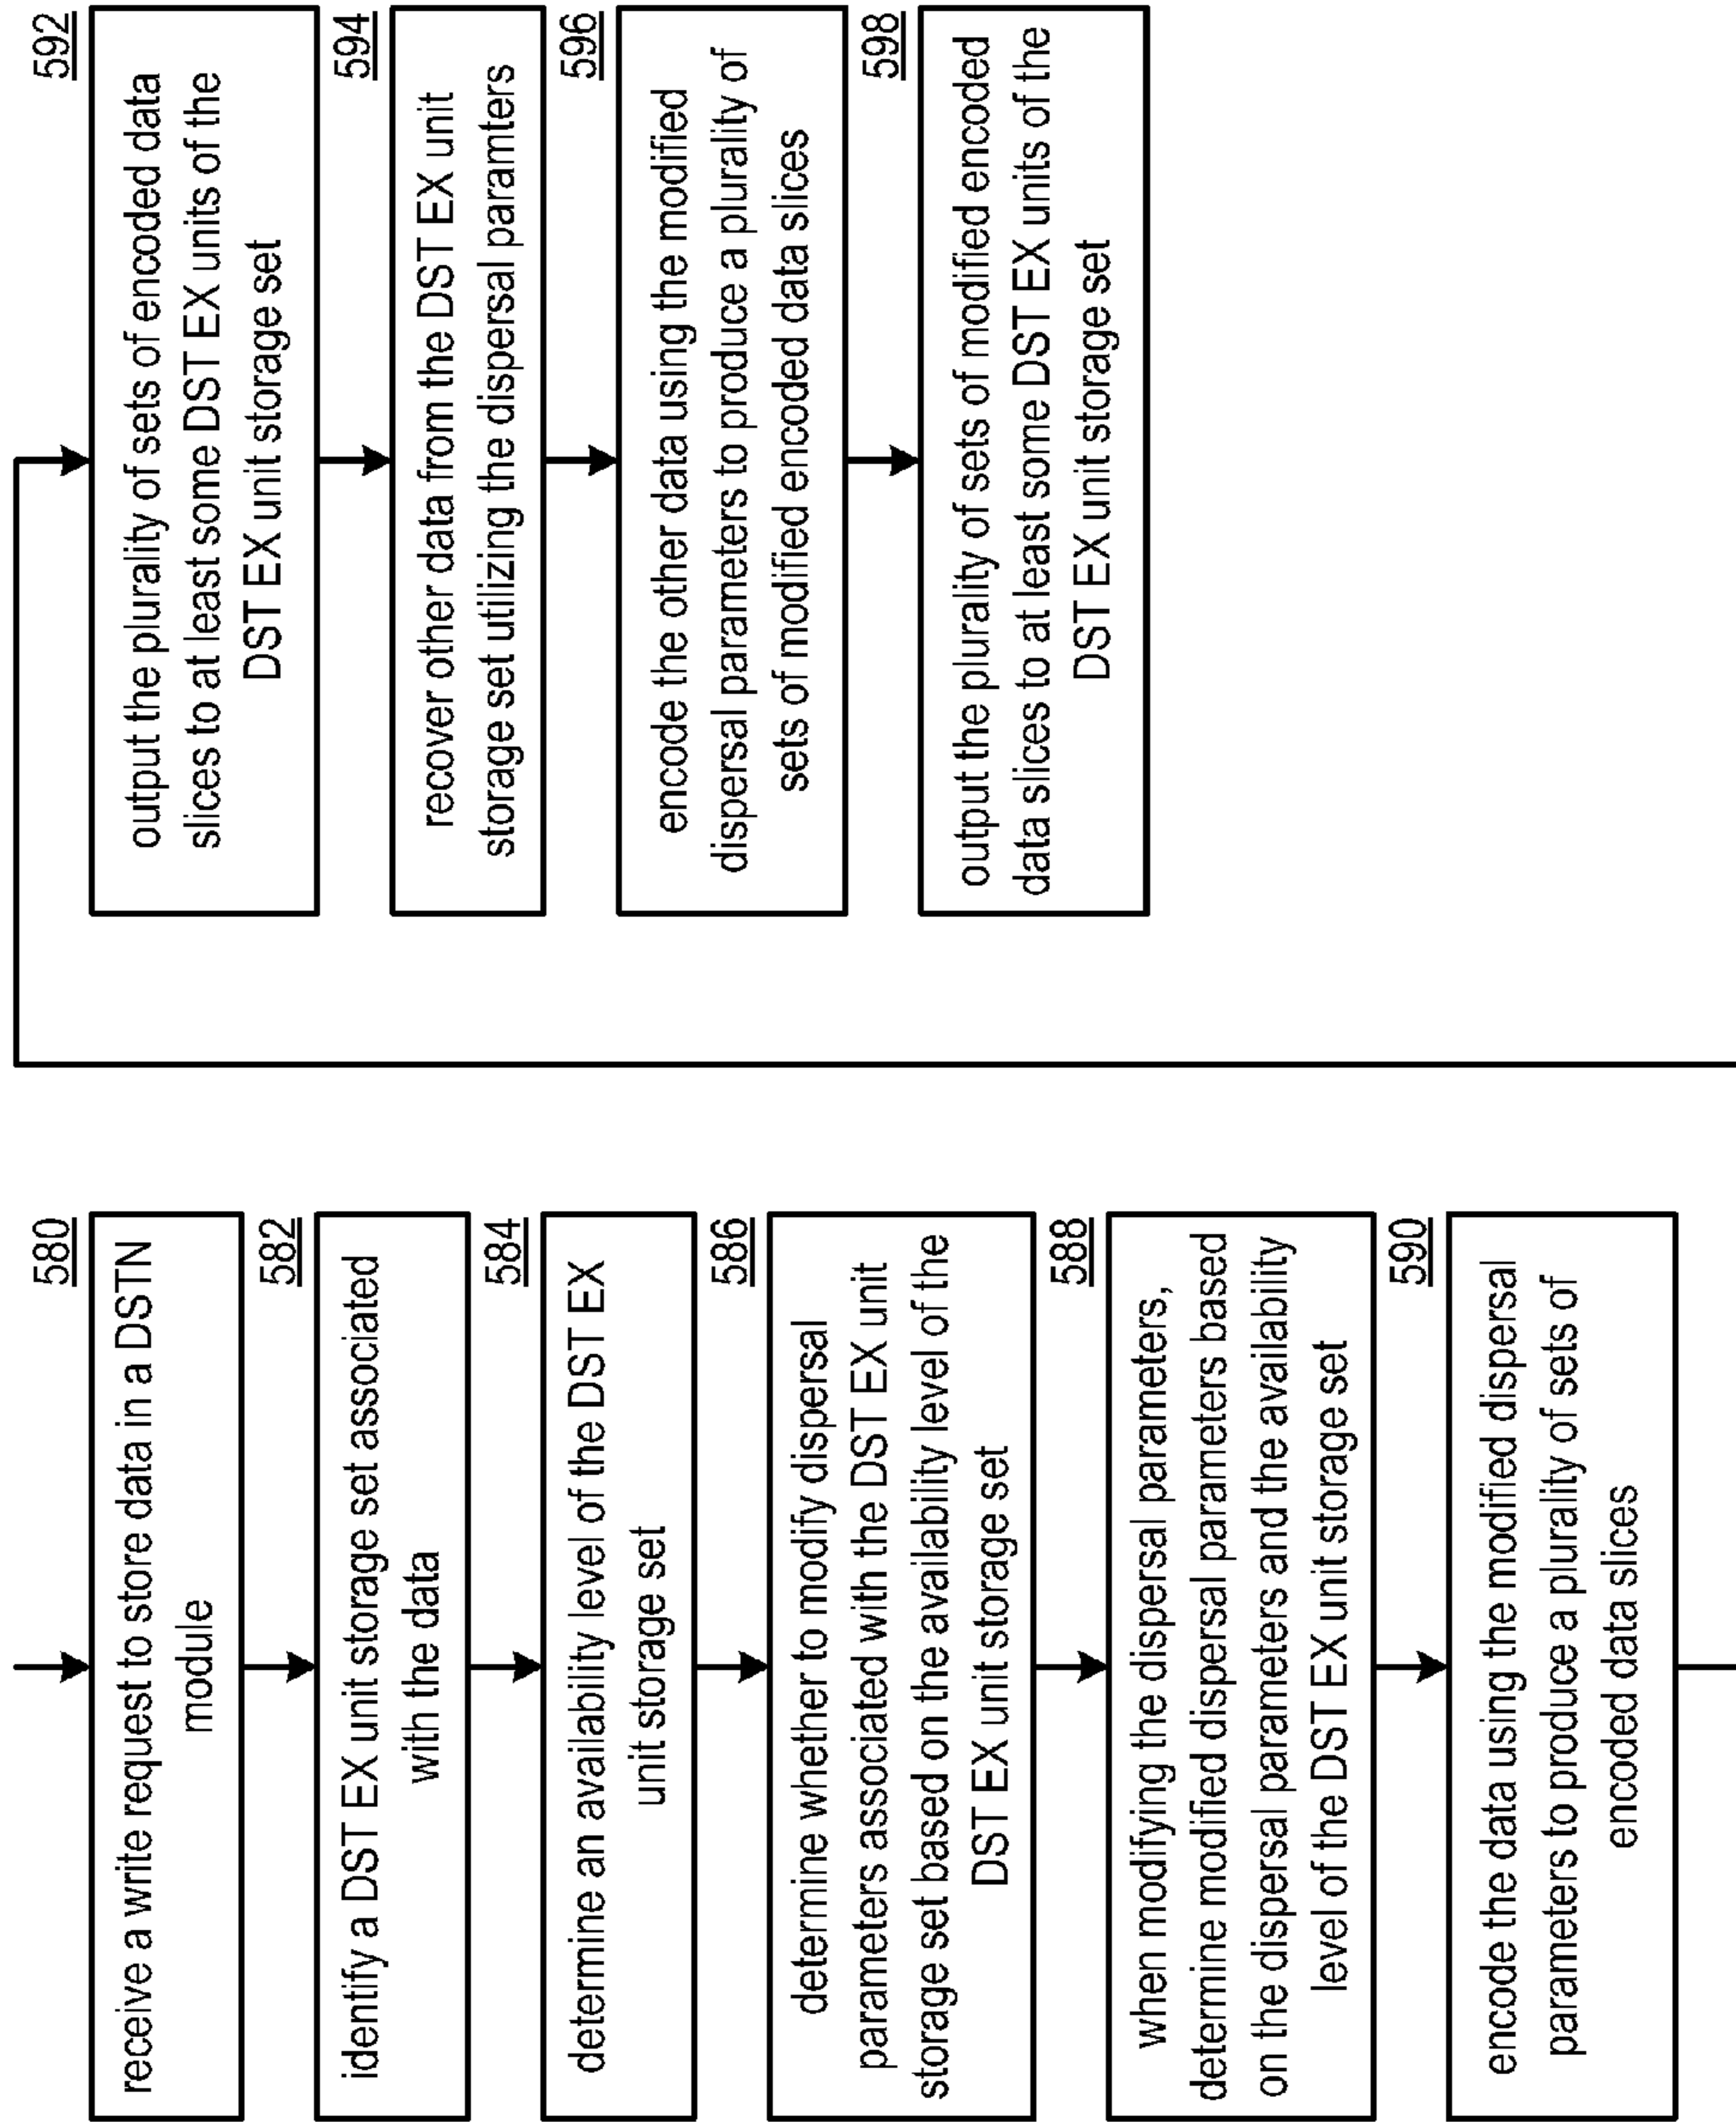 580
receive a write request to store data in a DSTN
module
582
identify a DST EX unit storage set associated
with the data
584
determine an availability level of the DST EX
unit storage set
586
determine whether to modify dispersal
parameters associated with the DST EX unit
storage set based on the availability level of the
DST EX unit storage set
588
when modifying the dispersal parameters,
determine modified dispersal parameters based
on the dispersal parameters and the availability
level of the DST EX unit storage set
590
encode the data using the modified dispersal
parameters to produce a plurality of sets of
encoded data slices
592
output the plurality of sets of encoded data
slices to at least some DST EX units of the
DST EX unit storage set
594
recover other data from the DST EX unit
storage set utilizing the dispersal paramters
596
encode the other data using the modified
dispersal parameters to produce a plurality of
sets of modified encoded data slices
598
output the plurality of sets of modified encoded
data slices to at least some DST EX units of the
DST EX unit storage set